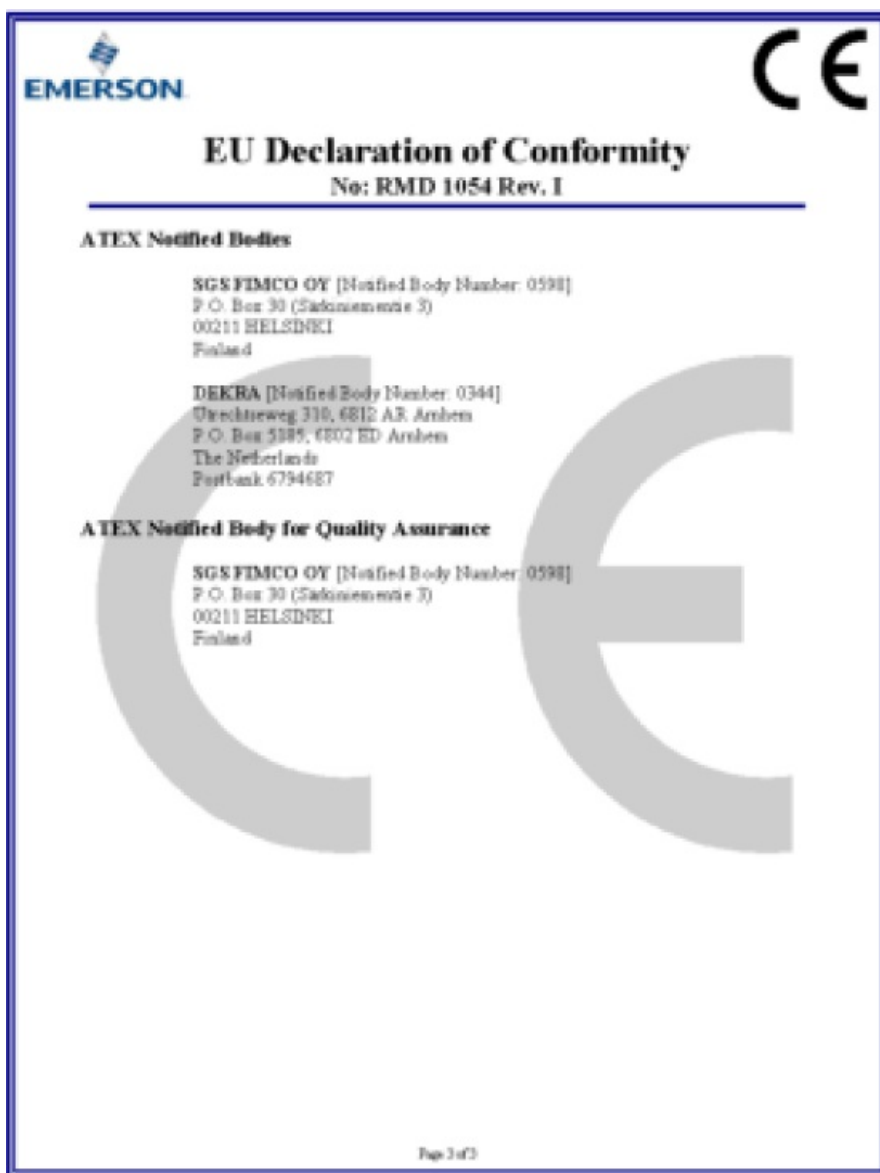 EMERSON
CE
EU Declaration of Conformity
No: RMD 1054 Rev. I
ATEX Notified Bodies
SGS FIMCO OY [Notified Body Number: 0598]
P.O. Box 30 (Särkiniementie 3)
00211 HELSINKI
Finland
DEKRA [Notified Body Number: 0344]
Utrechtseweg 310, 6812 AR Arnhem
P.O. Box 5185, 6802 ED Arnhem
The Netherlands
Postbank 6794687
ATEX Notified Body for Quality Assurance
SGS FIMCO OY [Notified Body Number: 0598]
P.O. Box 30 (Särkiniementie 3)
00211 HELSINKI
Finland
CE
Page 3 of 3